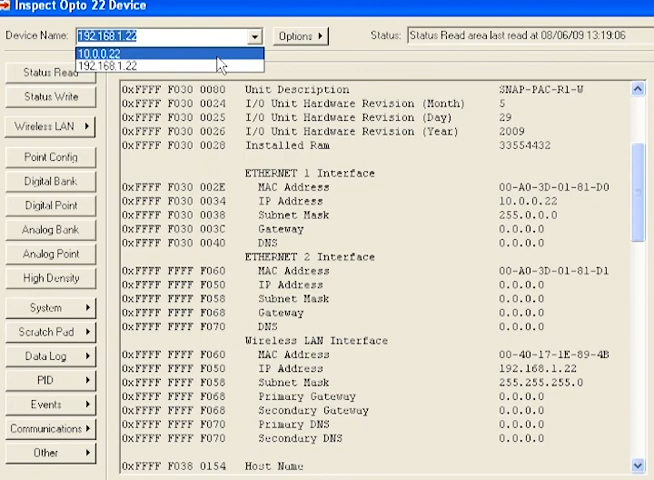 Inspect Opto 22 Device
Device Name: 192.168.1.22 Options Status: Status Read area last read at 08/06/09 13:19:06
10.0.0.22
192.168.1.22
Status Read
Status Write
Wireless LAN
Point Config
Digital Bank
Digital Point
Analog Bank
Analog Point
High Density
System
Scratch Pad
Data Log
PID
Events
Communications
Other
0xFFFF F030 0080 Unit Description SNAP-PAC-R1-W
0xFFFF F030 0024 I/O Unit Hardware Revision (Month) 5
0xFFFF F030 0025 I/O Unit Hardware Revision (Day) 29
0xFFFF F030 0026 I/O Unit Hardware Revision (Year) 2009
0xFFFF F030 0028 Installed Ram 33554432
ETHERNET 1 Interface
0xFFFF F030 002E MAC Address 00-A0-3D-01-81-D0
0xFFFF F030 0034 IP Address 10.0.0.22
0xFFFF F030 0038 Subnet Mask 255.0.0.0
0xFFFF F030 003C Gateway 0.0.0.0
0xFFFF F030 0040 DNS 0.0.0.0
ETHERNET 2 Interface
0xFFFF FFFF F060 MAC Address 00-A0-3D-01-81-D1
0xFFFF FFFF F050 IP Address 0.0.0.0
0xFFFF FFFF F058 Subnet Mask 0.0.0.0
0xFFFF FFFF F068 Gateway 0.0.0.0
0xFFFF FFFF F070 DNS 0.0.0.0
Wireless LAN Interface
0xFFFF FFFF F060 MAC Address 00-40-17-1E-89-4B
0xFFFF FFFF F050 IP Address 192.168.1.22
0xFFFF FFFF F058 Subnet Mask 255.255.255.0
0xFFFF FFFF F068 Primary Gateway 0.0.0.0
0xFFFF FFFF F068 Secondary Gateway 0.0.0.0
0xFFFF FFFF F070 Primary DNS 0.0.0.0
0xFFFF FFFF F070 Secondary DNS 0.0.0.0
0xFFFF F038 0154 Host Name